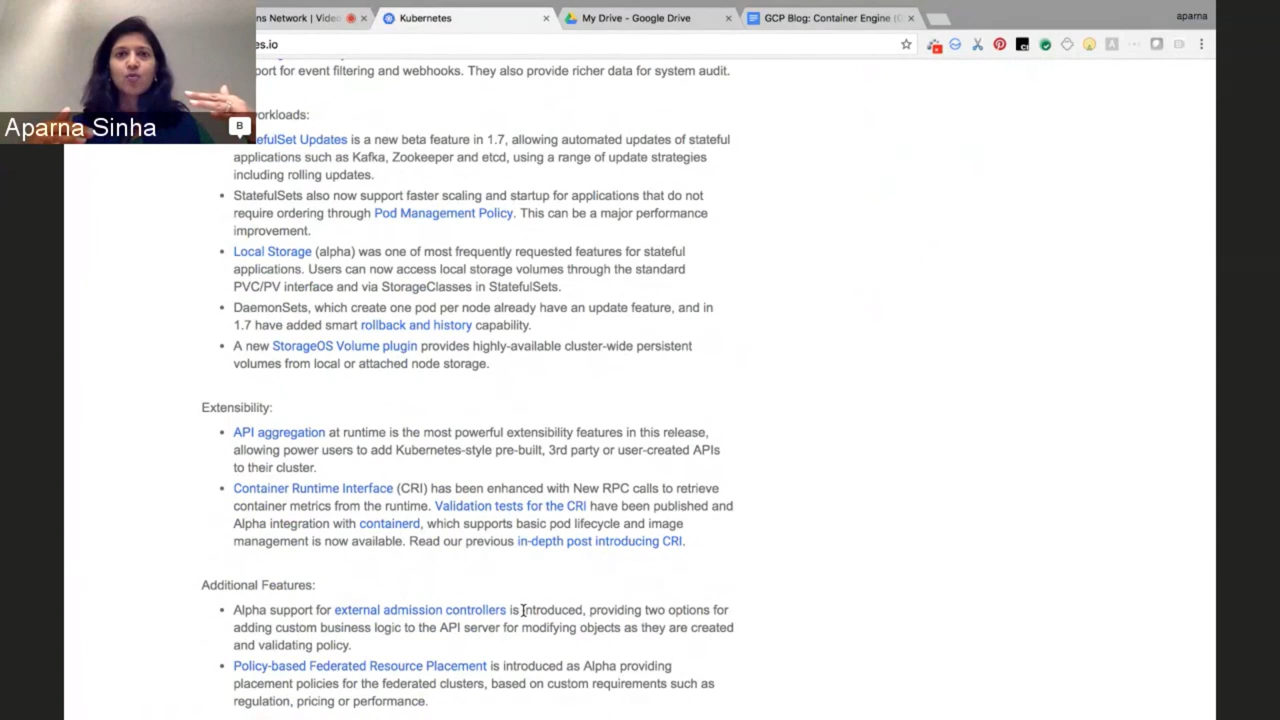 ns Network | Video
Kubernetes
My Drive - Google Drive
GCP Blog: Container Engine (
aparna
es.io
Aparna Sinha
B
port for event filtering and webhooks. They also provide richer data for system audit.
orkloads:
efulSet Updates is a new beta feature in 1.7, allowing automated updates of stateful
applications such as Kafka, Zookeeper and etcd, using a range of update strategies
including rolling updates.
• StatefulSets also now support faster scaling and startup for applications that do not
require ordering through Pod Management Policy. This can be a major performance
improvement.
• Local Storage (alpha) was one of most frequently requested features for stateful
applications. Users can now access local storage volumes through the standard
PVC/PV interface and via StorageClasses in StatefulSets.
• DaemonSets, which create one pod per node already have an update feature, and in
1.7 have added smart rollback and history capability.
• A new StorageOS Volume plugin provides highly-available cluster-wide persistent
volumes from local or attached node storage.
Extensibility:
• API aggregation at runtime is the most powerful extensibility features in this release,
allowing power users to add Kubernetes-style pre-built, 3rd party or user-created APIs
to their cluster.
• Container Runtime Interface (CRI) has been enhanced with New RPC calls to retrieve
container metrics from the runtime. Validation tests for the CRI have been published and
Alpha integration with containerd, which supports basic pod lifecycle and image
management is now available. Read our previous in-depth post introducing CRI.
Additional Features:
• Alpha support for external admission controllers is introduced, providing two options for
adding custom business logic to the API server for modifying objects as they are created
and validating policy.
• Policy-based Federated Resource Placement is introduced as Alpha providing
placement policies for the federated clusters, based on custom requirements such as
regulation, pricing or performance.